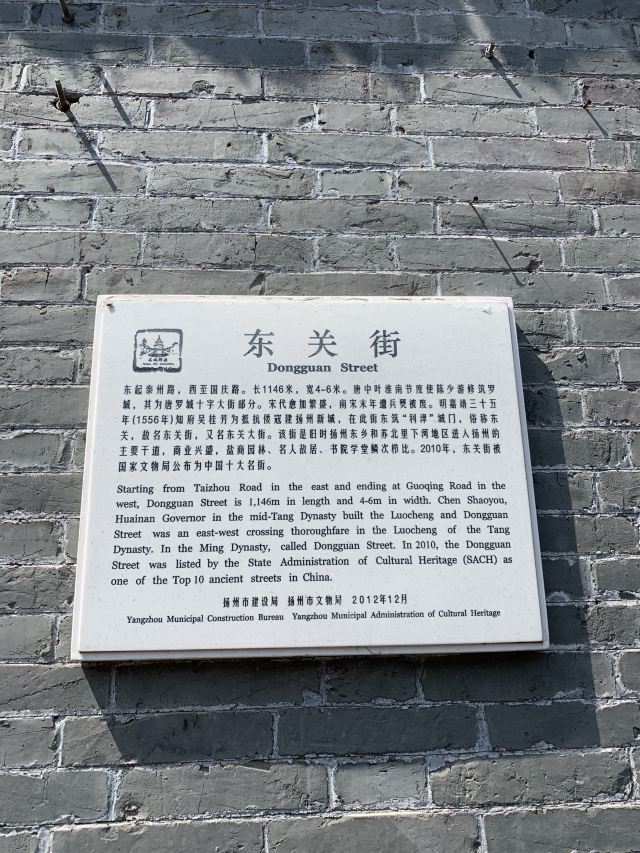 东关街
Dongguan Street
东起泰州路，西至国庆路。长1146米，宽4~6米。唐中叶淮南节度使陈少游修筑罗
城，其为唐罗城十字大街部分。宋代愈加繁盛，南宋末年遭兵燹被废。明嘉靖三十五
年(1556年)知府吴桂芳为抵抗倭寇建扬州新城，在此街东筑“利津”城门，俗称东
关，故名东关街，又名东关大街。该街是旧时扬州东乡和苏北里下河地区进入扬州的
主要干道，商业兴盛，盐商园林、名人故居、书院学堂鳞次栉比。2010年，东关街被
国家文物局公布为中国十大名街。
Starting from Taizhou Road in the east and ending at Guoqing Road in the
west, Dongguan Street is 1,146m in length and 4-6m in width. Chen Shaoyou,
Huainan Governor in the mid-Tang Dynasty built the Luocheng and Dongguan
Street was an east-west crossing thoroughfare in the Luocheng of the Tang
Dynasty. In the Ming Dynasty, called Dongguan Street. In 2010, the Dongguan
Street was listed by the State Administration of Cultural Heritage (SACH) as
one of the Top 10 ancient streets in China.
扬州市建设局 扬州市文物局 2012年12月
Yangzhou Municipal Construction Bureau Yangzhou Municipal Administration of Cultural Heritage